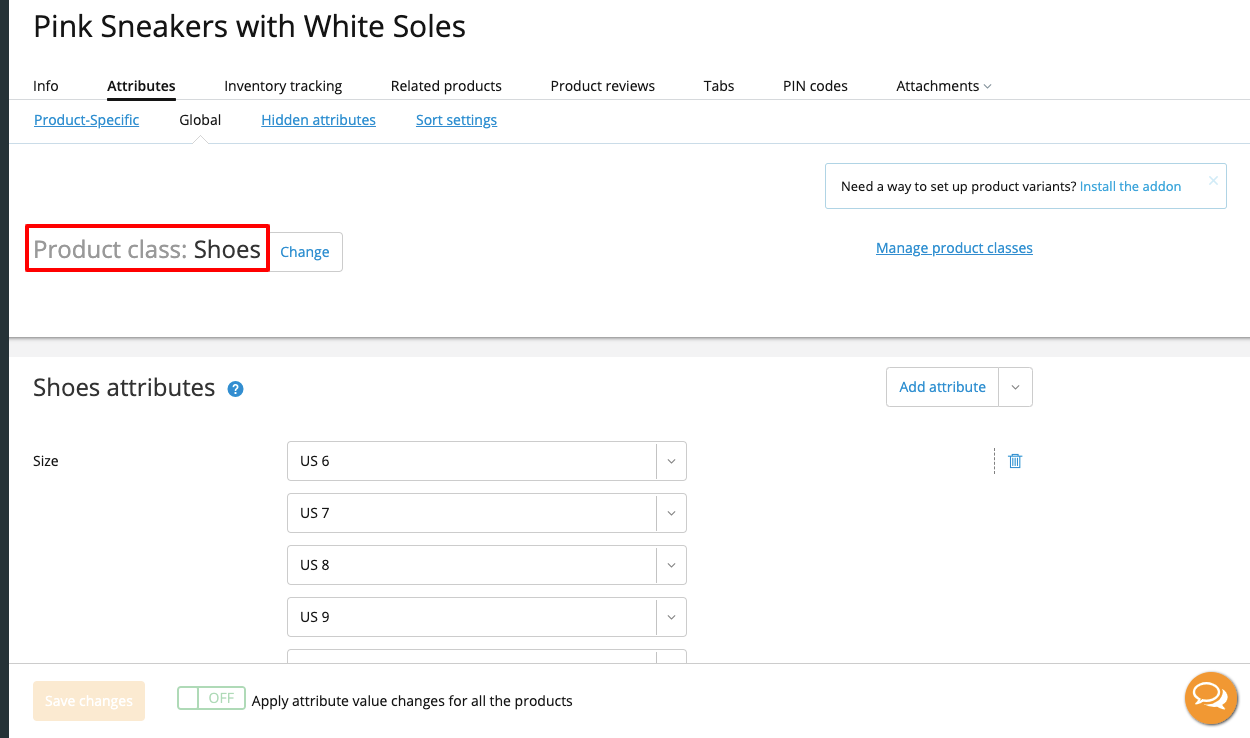 Pink Sneakers with White Soles
Info Attributes Inventory tracking Related products Product reviews Tabs PIN codes Attachments
Product-Specific Global Hidden attributes Sort settings
Need a way to set up product variants? Install the addon
Product class: Shoes Change Manage product classes
Shoes attributes ? Add attribute
Size US 6
US 7
US 8
US 9
Save changes OFF Apply attribute value changes for all the products